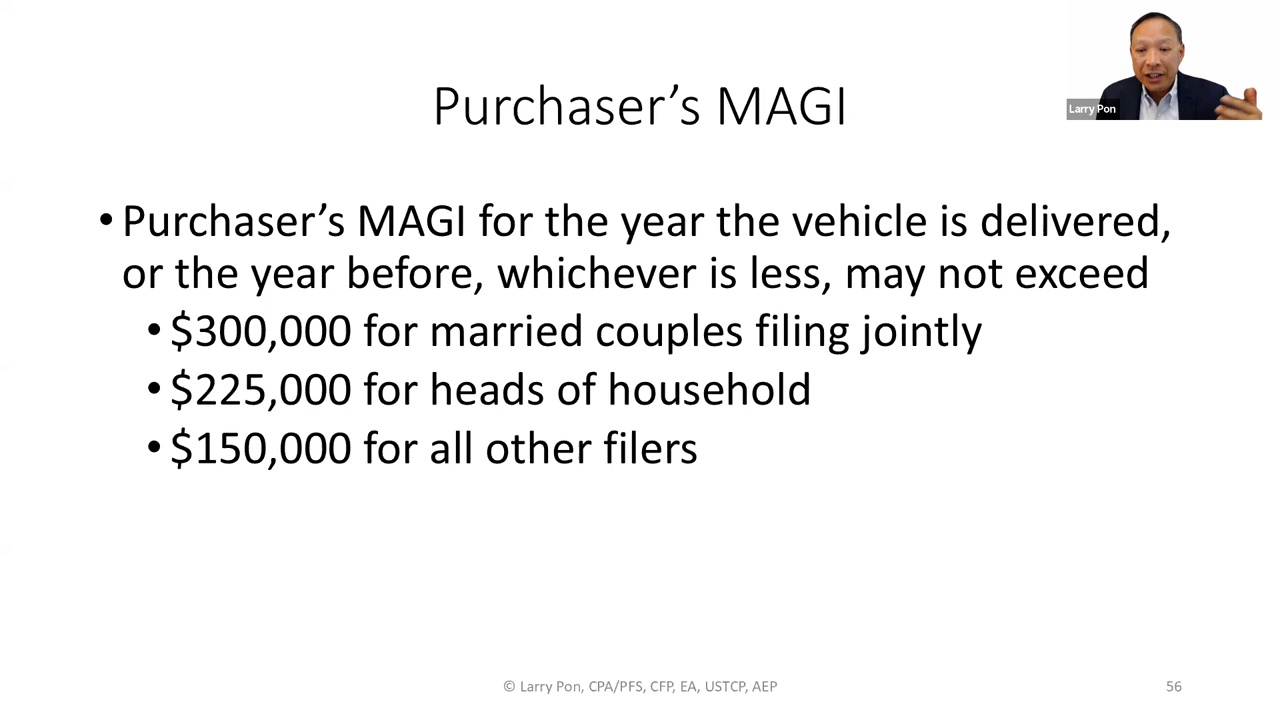 Larry Pon
Purchaser’s MAGI
• Purchaser’s MAGI for the year the vehicle is delivered,
or the year before, whichever is less, may not exceed
• $300,000 for married couples filing jointly
• $225,000 for heads of household
• $150,000 for all other filers
© Larry Pon, CPA/PFS, CFP, EA, USTCP, AEP
56